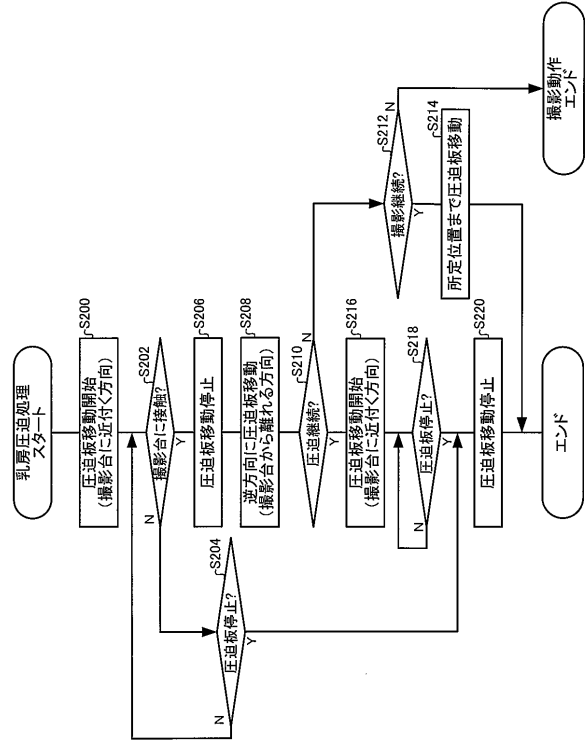 乳房圧迫処理
スタート
S200
圧迫板移動開始
(撮影台に近付く方向)
S202
撮影台に接触?
N
Y
S204
圧迫板停止?
N
Y
S206
圧迫板移動停止
S208
逆方向に圧迫板移動
(撮影台から離れる方向)
S210
圧迫継続?
N
Y
S212
撮影継続?
N
Y
S214
所定位置まで圧迫板移動
S216
圧迫板移動開始
(撮影台に近付く方向)
S218
圧迫板停止?
N
Y
S220
圧迫板移動停止
エンド
撮影動作
エンド